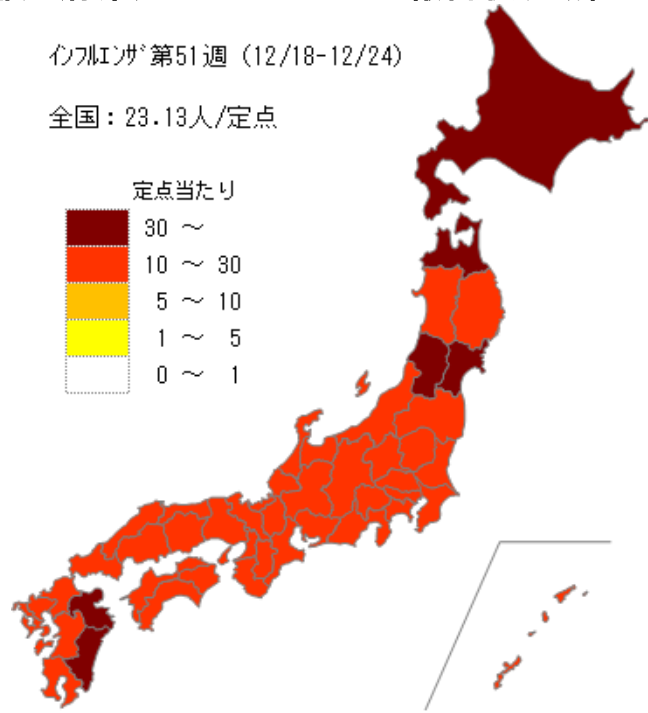 ｲﾝﾌﾙｴﾝｻﾞ第51週 (12/18-12/24)
全国：23.13人/定点
定点当たり
30 ～
10 ～ 30
5 ～ 10
1 ～ 5
0 ～ 1